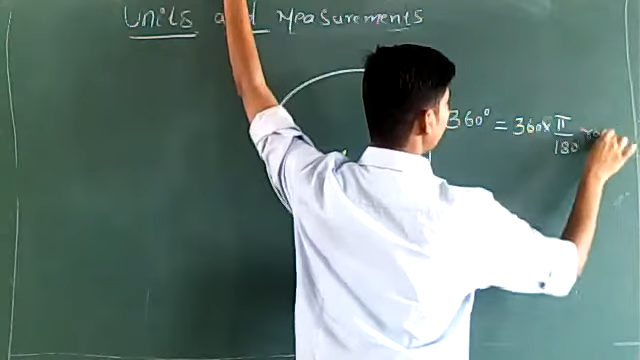 Units and Measurements
360° = 360 × π/180